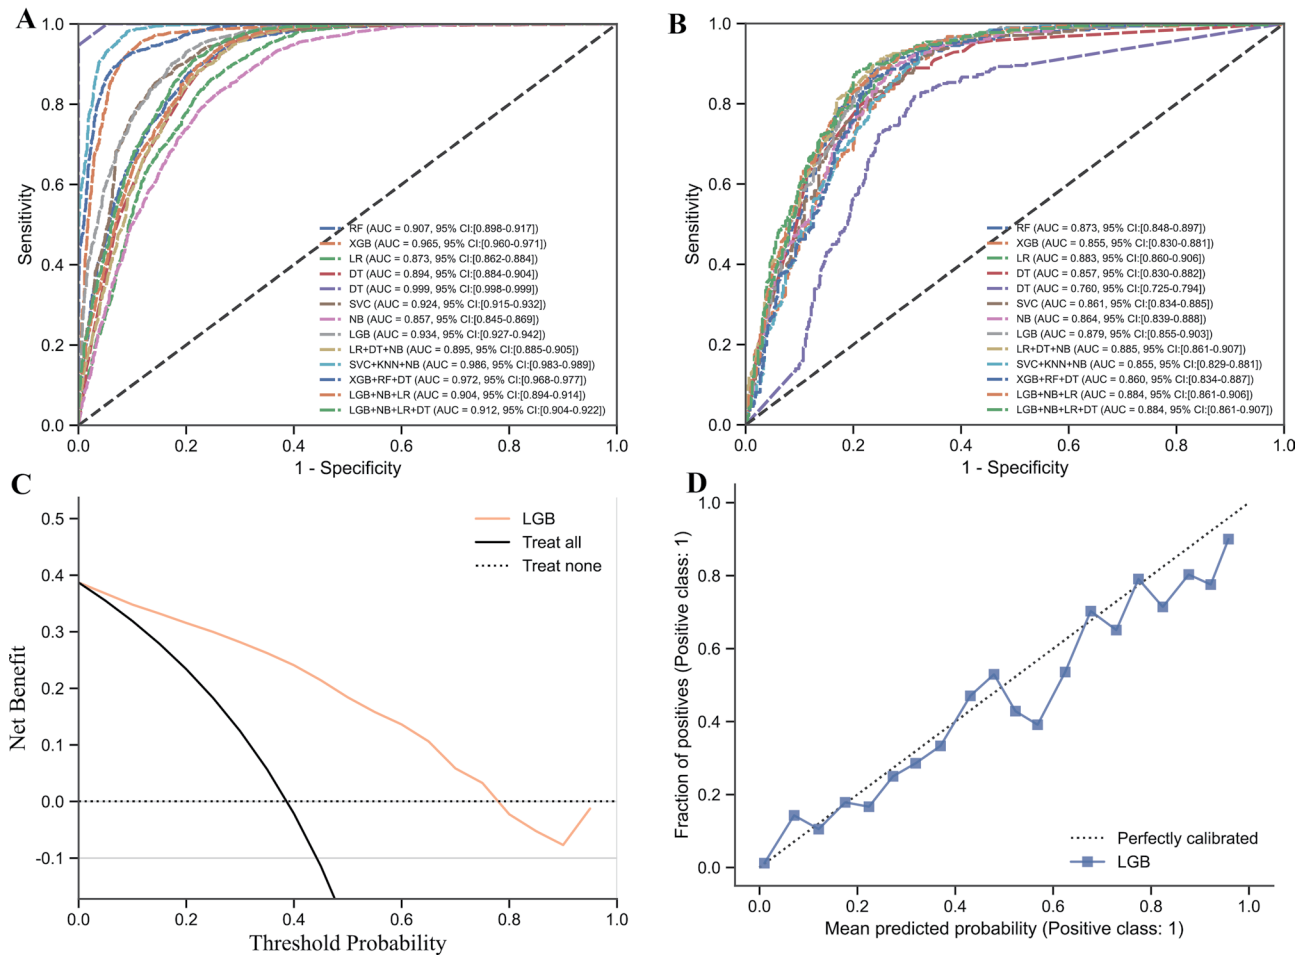 A
1.0
0.8
0.6
0.4
0.2
0.0
Sensitivity
RF (AUC = 0.907, 95% CI:[0.898-0.917])
XGB (AUC = 0.965, 95% CI:[0.960-0.971])
LR (AUC = 0.873, 95% CI:[0.862-0.884])
DT (AUC = 0.894, 95% CI:[0.884-0.904])
DT (AUC = 0.999, 95% CI:[0.998-0.999])
SVC (AUC = 0.924, 95% CI:[0.915-0.932])
NB (AUC = 0.857, 95% CI:[0.845-0.869])
LGB (AUC = 0.934, 95% CI:[0.927-0.942])
LR+DT+NB (AUC = 0.895, 95% CI:[0.885-0.905])
SVC+KNN+NB (AUC = 0.986, 95% CI:[0.983-0.989])
XGB+RF+DT (AUC = 0.972, 95% CI:[0.968-0.977])
LGB+NB+LR (AUC = 0.904, 95% CI:[0.894-0.914])
LGB+NB+LR+DT (AUC = 0.912, 95% CI:[0.904-0.922])
0.0 0.2 0.4 0.6 0.8 1.0
1 - Specificity
B
1.0
0.8
0.6
0.4
0.2
0.0
Sensitivity
RF (AUC = 0.873, 95% CI:[0.848-0.897])
XGB (AUC = 0.855, 95% CI:[0.830-0.881])
LR (AUC = 0.883, 95% CI:[0.860-0.906])
DT (AUC = 0.857, 95% CI:[0.830-0.882])
DT (AUC = 0.760, 95% CI:[0.725-0.794])
SVC (AUC = 0.861, 95% CI:[0.834-0.885])
NB (AUC = 0.864, 95% CI:[0.839-0.888])
LGB (AUC = 0.879, 95% CI:[0.855-0.903])
LR+DT+NB (AUC = 0.885, 95% CI:[0.861-0.907])
SVC+KNN+NB (AUC = 0.855, 95% CI:[0.829-0.881])
XGB+RF+DT (AUC = 0.860, 95% CI:[0.834-0.887])
LGB+NB+LR (AUC = 0.884, 95% CI:[0.861-0.906])
LGB+NB+LR+DT (AUC = 0.884, 95% CI:[0.861-0.907])
0.0 0.2 0.4 0.6 0.8 1.0
1 - Specificity
C
0.5
0.4
0.3
0.2
0.1
0.0
-0.1
Net Benefit
LGB
Treat all
Treat none
0.0 0.2 0.4 0.6 0.8 1.0
Threshold Probability
D
1.0
0.8
0.6
0.4
0.2
0.0
Fraction of positives (Positive class: 1)
Perfectly calibrated
LGB
0.0 0.2 0.4 0.6 0.8 1.0
Mean predicted probability (Positive class: 1)